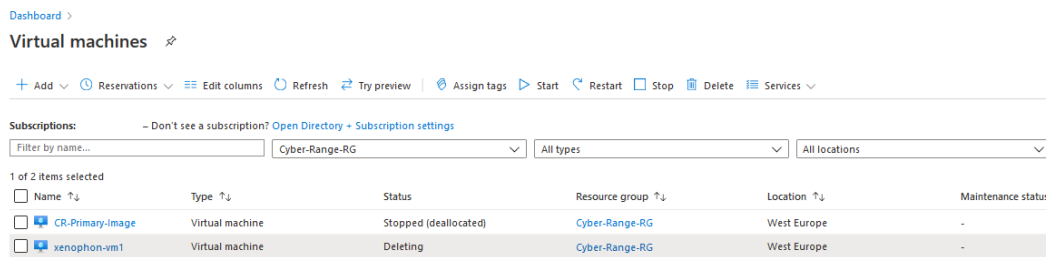 Dashboard >
Virtual machines
+ Add Reservations Edit columns Refresh Try preview Assign tags Start Restart Stop Delete Services
Subscriptions: – Don't see a subscription? Open Directory + Subscription settings
Filter by name... Cyber-Range-RG All types All locations
1 of 2 items selected
Name ↑↓ Type ↑↓ Status Resource group ↑↓ Location ↑↓ Maintenance status
CR-Primary-Image Virtual machine Stopped (deallocated) Cyber-Range-RG West Europe -
xenophon-vm1 Virtual machine Deleting Cyber-Range-RG West Europe -